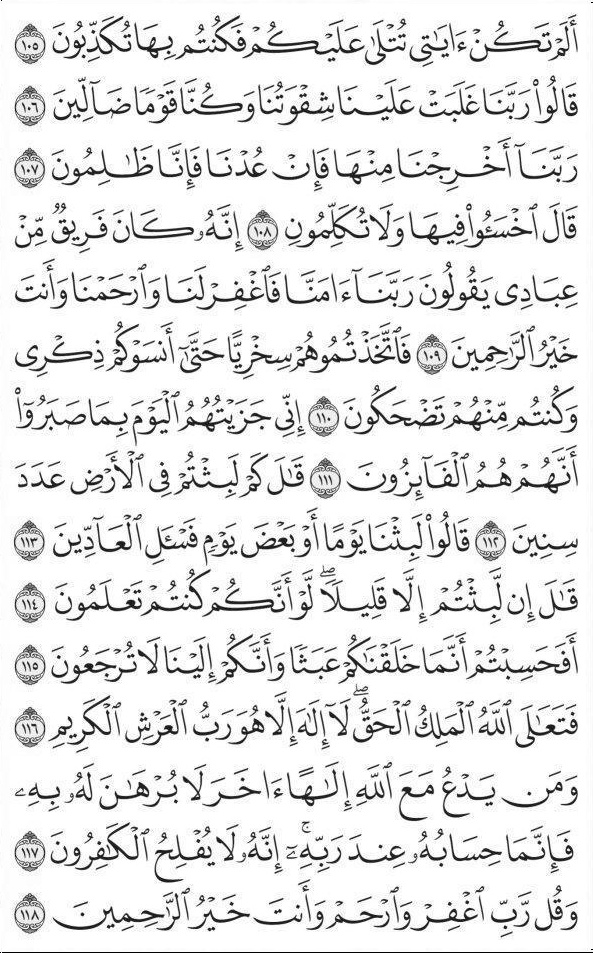 أَلَمْ تَكُنْ ءَايَٰتِى تُتْلَىٰ عَلَيْكُمْ فَكُنتُم بِهَا تُكَذِّبُونَ ١٠٥
قَالُوا۟ رَبَّنَا غَلَبَتْ عَلَيْنَا شِقْوَتُنَا وَكُنَّا قَوْمًا ضَآلِّينَ ١٠٦
رَبَّنَآ أَخْرِجْنَا مِنْهَا فَإِنْ عُدْنَا فَإِنَّا ظَٰلِمُونَ ١٠٧
قَالَ ٱخْسَـُٔوا۟ فِيهَا وَلَا تُكَلِّمُونِ ١٠٨ إِنَّهُۥ كَانَ فَرِيقٌ مِّنْ
عِبَادِى يَقُولُونَ رَبَّنَآ ءَامَنَّا فَٱغْفِرْ لَنَا وَٱرْحَمْنَا وَأَنتَ
خَيْرُ ٱلرَّٰحِمِينَ ١٠٩ فَٱتَّخَذْتُمُوهُمْ سِخْرِيًّا حَتَّىٰٓ أَنسَوْكُمْ ذِكْرِى
وَكُنتُم مِّنْهُمْ تَضْحَكُونَ ١١٠ إِنِّى جَزَيْتُهُمُ ٱلْيَوْمَ بِمَا صَبَرُوٓا۟
أَنَّهُمْ هُمُ ٱلْفَآئِزُونَ ١١١ قَٰلَ كَمْ لَبِثْتُمْ فِى ٱلْأَرْضِ عَدَدَ
سِنِينَ ١١٢ قَالُوا۟ لَبِثْنَا يَوْمًا أَوْ بَعْضَ يَوْمٍ فَسْـَٔلِ ٱلْعَآدِّينَ ١١٣
قَٰلَ إِن لَّبِثْتُمْ إِلَّا قَلِيلًا ۖ لَّوْ أَنَّكُمْ كُنتُمْ تَعْلَمُونَ ١١٤
أَفَحَسِبْتُمْ أَنَّمَا خَلَقْنَٰكُمْ عَبَثًا وَأَنَّكُمْ إِلَيْنَا لَا تُرْجَعُونَ ١١٥
فَتَعَٰلَى ٱللَّهُ ٱلْمَلِكُ ٱلْحَقُّ ۖ لَآ إِلَٰهَ إِلَّا هُوَ رَبُّ ٱلْعَرْشِ ٱلْكَرِيمِ ١١٦
وَمَن يَدْعُ مَعَ ٱللَّهِ إِلَٰهًا ءَاخَرَ لَا بُرْهَٰنَ لَهُۥ بِهِۦ
فَإِنَّمَا حِسَابُهُۥ عِندَ رَبِّهِۦٓ ۚ إِنَّهُۥ لَا يُفْلِحُ ٱلْكَٰفِرُونَ ١١٧
وَقُل رَّبِّ ٱغْفِرْ وَٱرْحَمْ وَأَنتَ خَيْرُ ٱلرَّٰحِمِينَ ١١٨